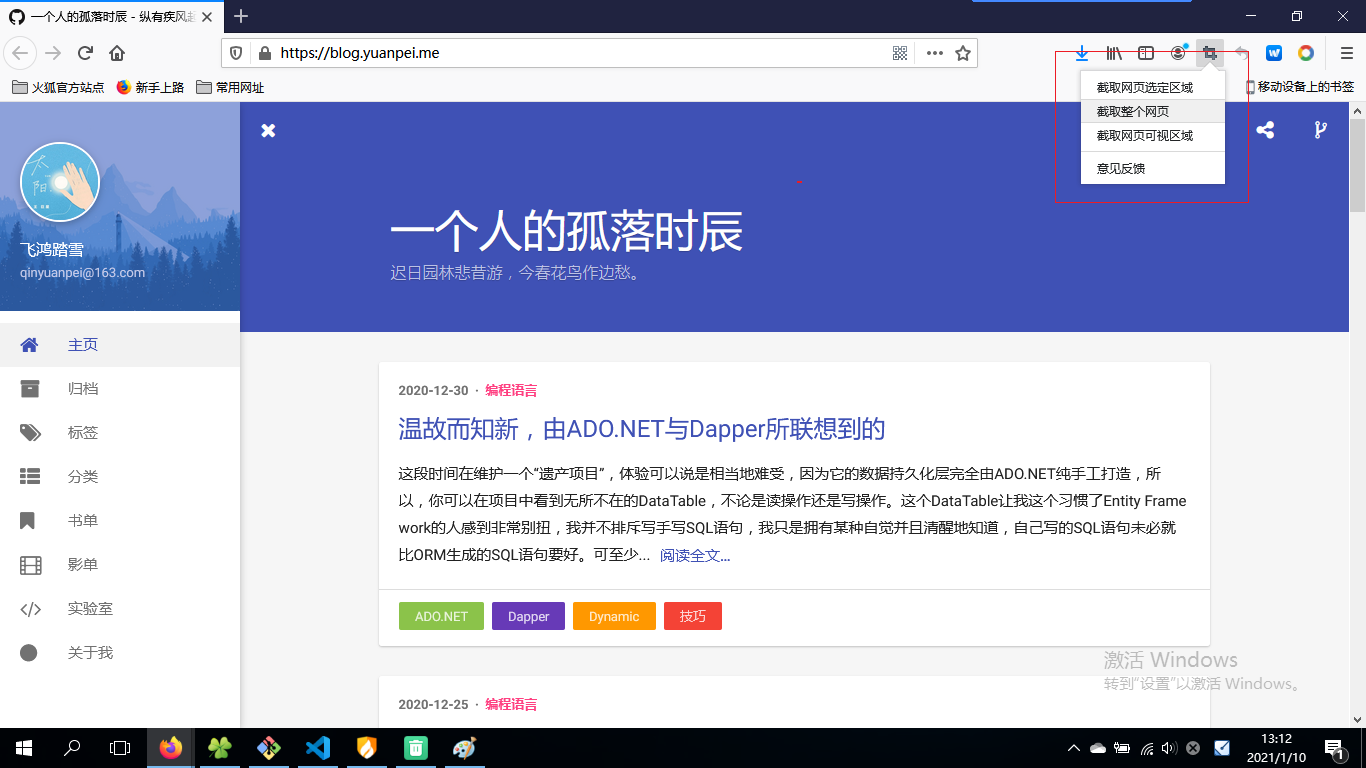 一个人的孤落时辰 - 纵有疾风起
https://blog.yuanpei.me
火狐官方站点 新手上路 常用网址 移动设备上的书签
截取网页选定区域
截取整个网页
截取网页可视区域
意见反馈
飞鸿踏雪
qinyuanpei@163.com
主页
归档
标签
分类
书单
影单
实验室
关于我
一个人的孤落时辰
迟日园林悲昔游，今春花鸟作边愁。
2020-12-30 · 编程语言
温故而知新，由ADO.NET与Dapper所联想到的
这段时间在维护一个“遗产项目”，体验可以说是相当地难受，因为它的数据持久化层完全由ADO.NET纯手工打造，所
以，你可以在项目中看到无所不在的DataTable，不论是读操作还是写操作。这个DataTable让我这个习惯了Entity Frame
work的人感到非常别扭，我并不排斥写手写SQL语句，我只是拥有某种自觉并且清醒地知道，自己写的SQL语句未必就
比ORM生成的SQL语句要好。可至少... 阅读全文…
ADO.NET Dapper Dynamic 技巧
2020-12-25 · 编程语言
激活 Windows
转到“设置”以激活 Windows。
13:12
2021/1/10
1